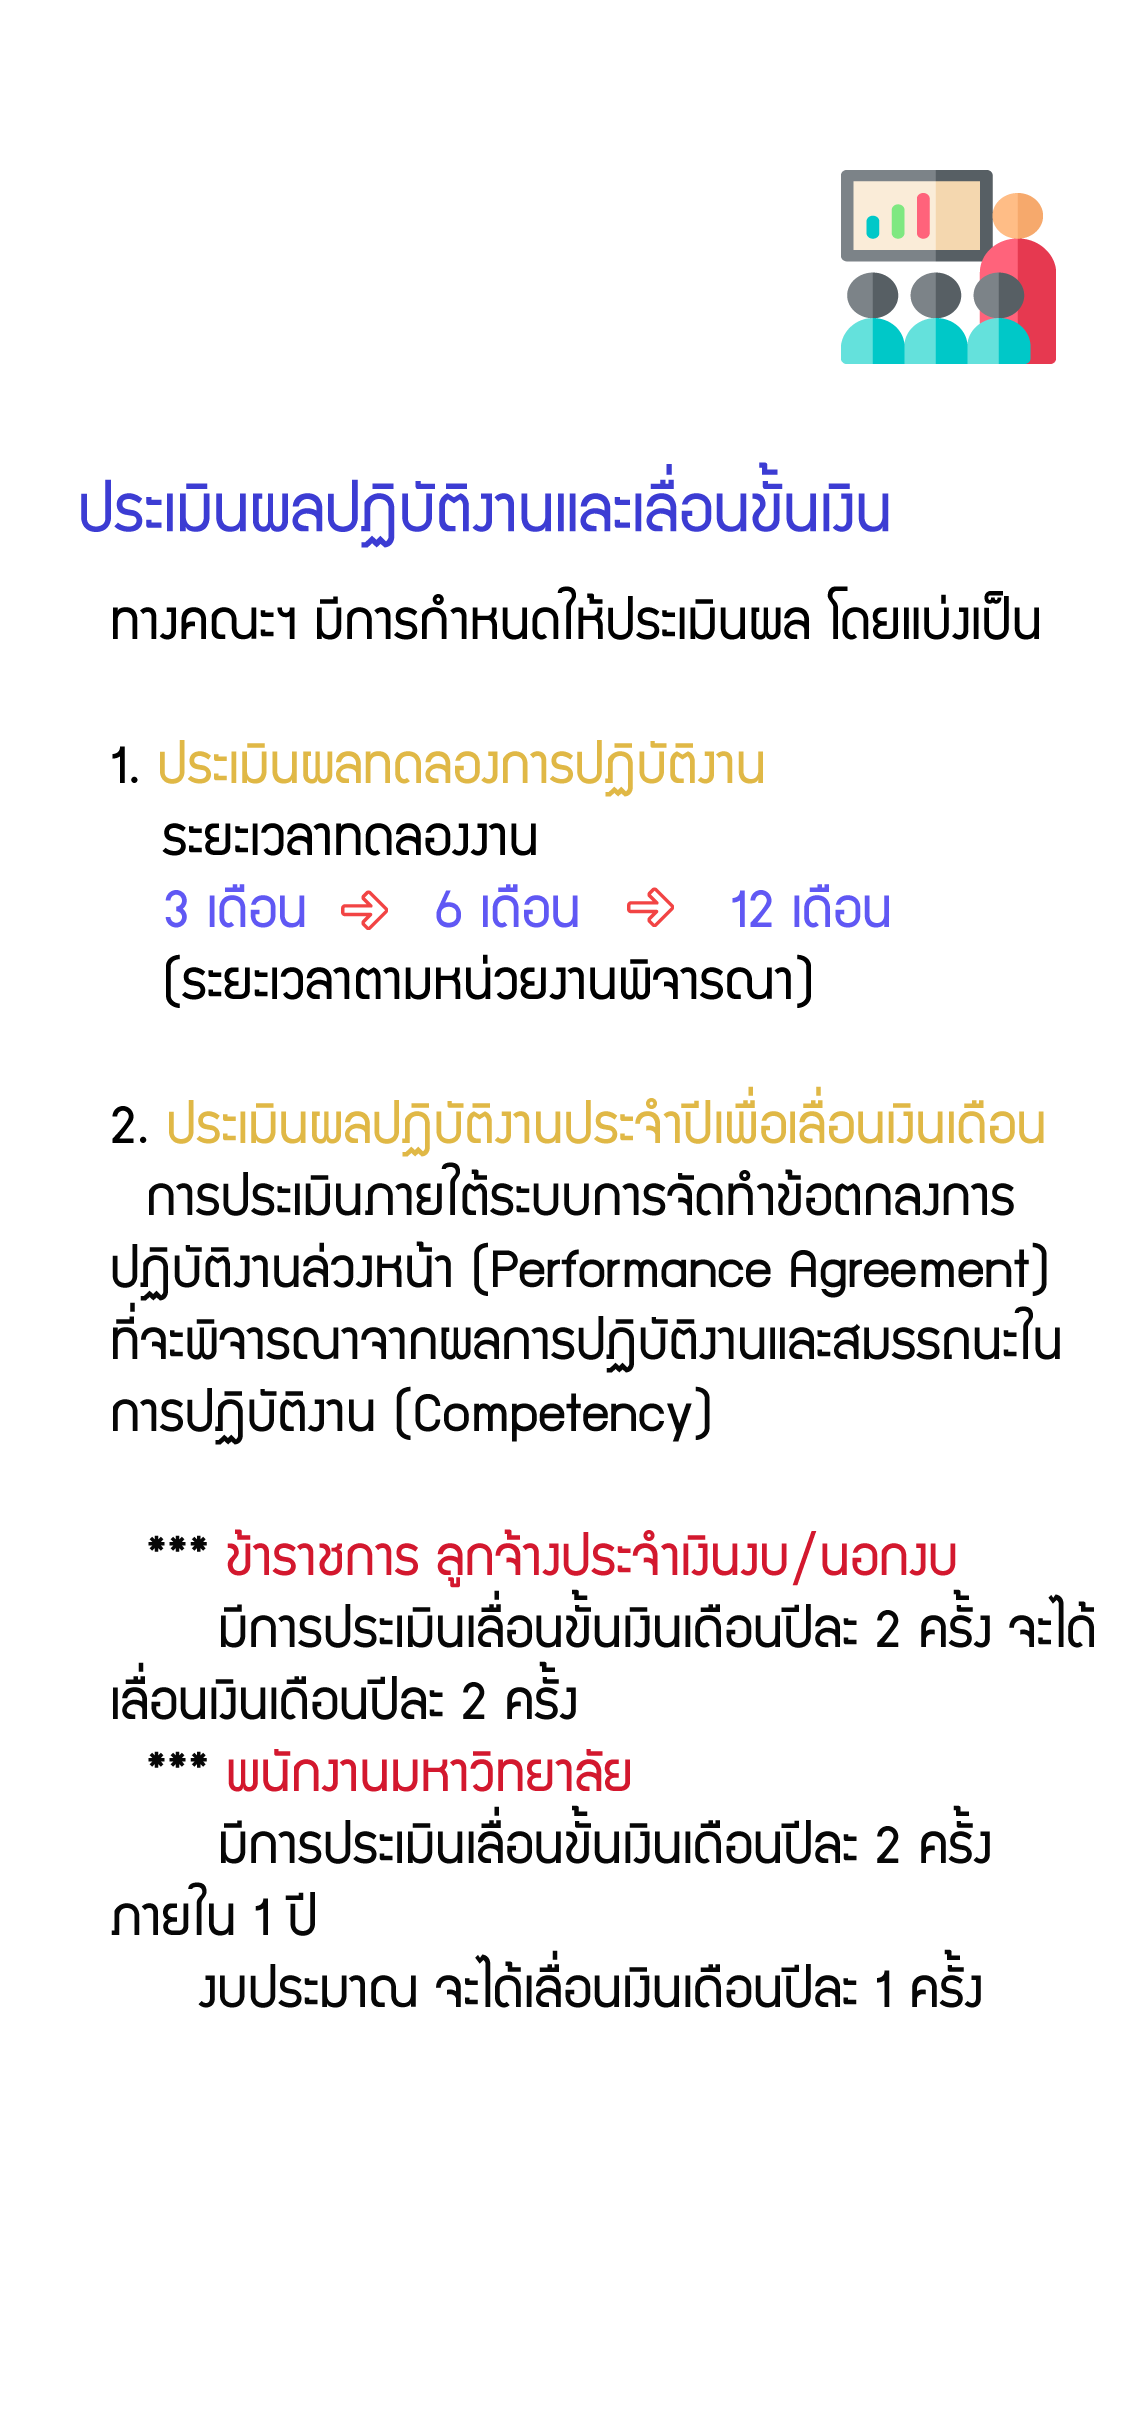 ประเมินผลปฏิบัติงานและเลื่อนขั้นเงิน
ทางคณะฯ มีการกำหนดให้ประเมินผล โดยแบ่งเป็น
1. ประเมินผลทดลองการปฏิบัติงาน
ระยะเวลาทดลองงาน
3 เดือน 6 เดือน 12 เดือน
(ระยะเวลาตามหน่วยงานพิจารณา)
2. ประเมินผลปฏิบัติงานประจำปีเพื่อเลื่อนเงินเดือน
การประเมินภายใต้ระบบการจัดทำข้อตกลงการ
ปฏิบัติงานล่วงหน้า (Performance Agreement)
ที่จะพิจารณาจากผลการปฏิบัติงานและสมรรถนะใน
การปฏิบัติงาน (Competency)
*** ข้าราชการ ลูกจ้างประจำเงินงบ/นอกงบ
มีการประเมินเลื่อนขั้นเงินเดือนปีละ 2 ครั้ง จะได้
เลื่อนเงินเดือนปีละ 2 ครั้ง
*** พนักงานมหาวิทยาลัย
มีการประเมินเลื่อนขั้นเงินเดือนปีละ 2 ครั้ง
ภายใน 1 ปี
งบประมาณ จะได้เลื่อนเงินเดือนปีละ 1 ครั้ง